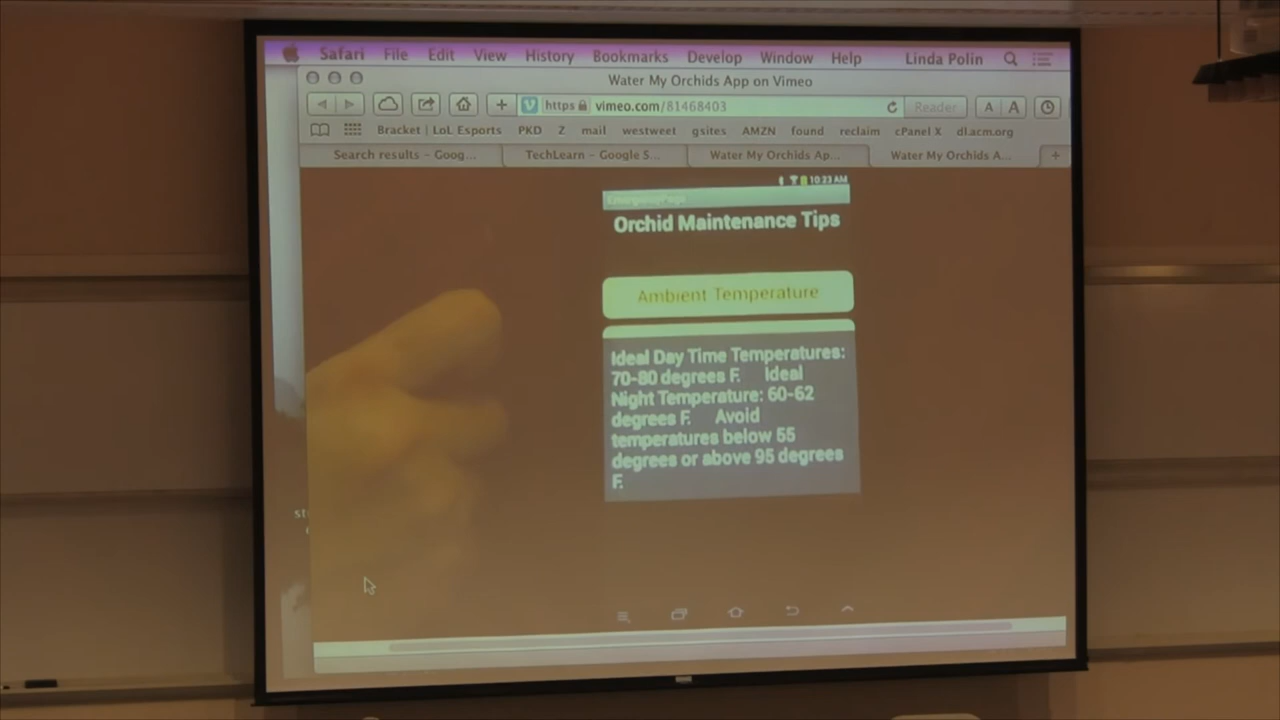 Safari File Edit View History Bookmarks Develop Window Help Linda Polin
Water My Orchids App on Vimeo
https vimeo.com/81468403 Reader A A
Bracket | LoL Esports PKD Z mail westweet gsites AMZN found reclaim cPanel X dl.acm.org
Search results – Goog... TechLearn – Google S... Water My Orchids Ap... Water My Orchids A... +
10:23 AM
Orchid Maintenance Tips
Ambient Temperature
Ideal Day Time Temperatures:
70-80 degrees F. Ideal
Night Temperature: 60-62
degrees F. Avoid
temperatures below 55
degrees or above 95 degrees
F.
st